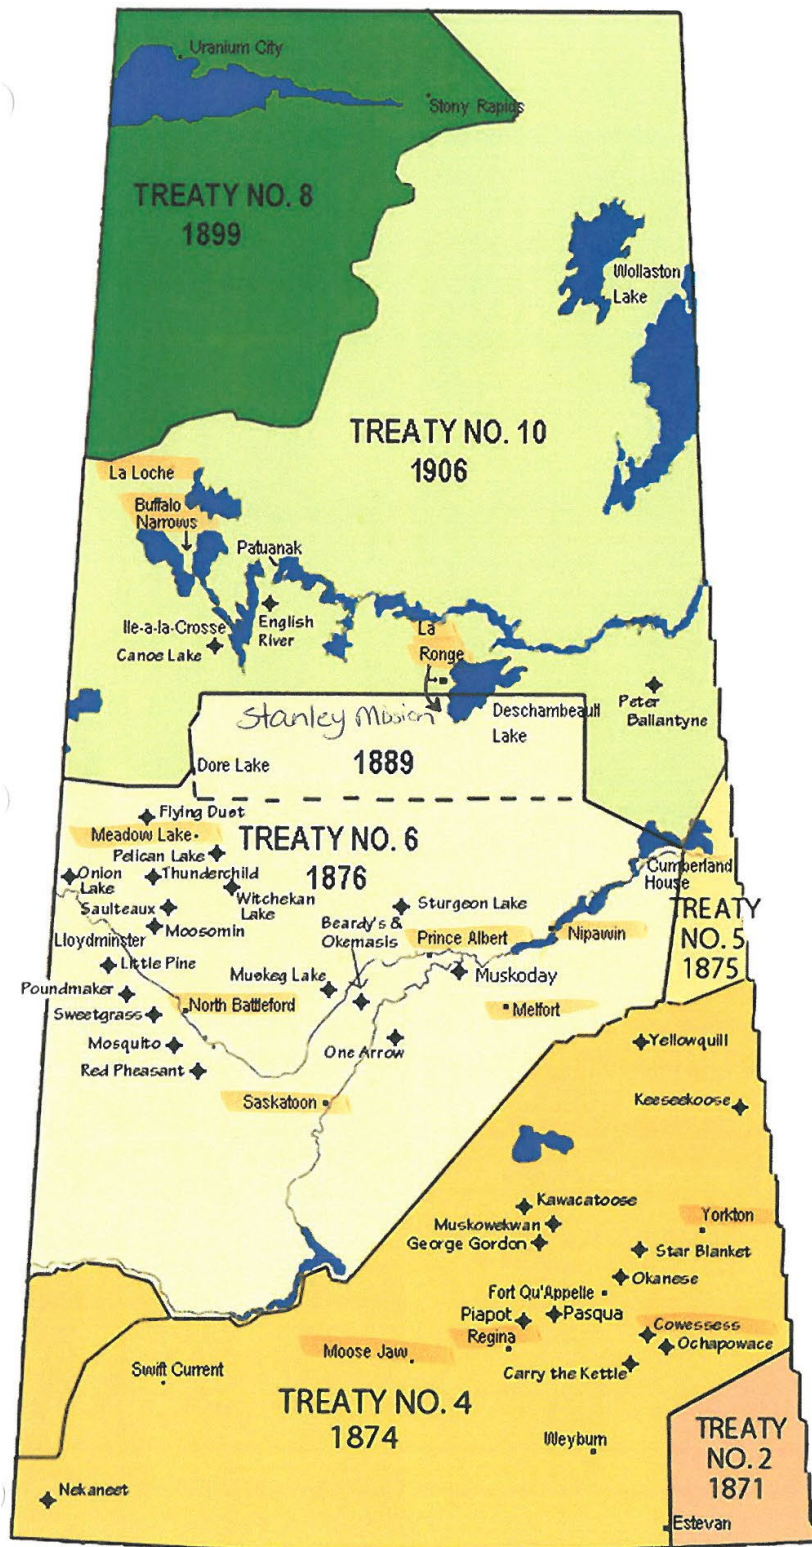 Uranium City
Stony Rapids
TREATY NO. 8
1899
Wollaston
Lake
TREATY NO. 10
1906
La Loche
Buffalo
Narrows
Patuanak
Ile-a-la-Crosse
English
River
Canoe Lake
La
Ronge
Peter
Ballantyne
Stanley Mission
Deschambeault
Lake
1889
Dore Lake
Flying Dust
Meadow Lake
TREATY NO. 6
1876
Pelican Lake
Onion
Lake
Thunderchild
Witchekan
Lake
Cumberland
House
Saulteaux
Sturgeon Lake
Beardy's &
Okemasis
Moosomin
Lloydminster
Prince Albert
Nipawin
TREATY
NO. 5
1875
Little Pine
Muskeg Lake
Muskoday
Poundmaker
North Battleford
Melfort
Sweetgrass
Mosquito
One Arrow
Yellowquill
Red Pheasant
Saskatoon
Keeseekoose
Kawacatoose
Muskowekwan
George Gordon
Yorkton
Star Blanket
Okanese
Fort Qu'Appelle
Piapot
Pasqua
Cowessess
Regina
Ochapowace
Moose Jaw
Carry the Kettle
Swift Current
TREATY NO. 4
1874
Weyburn
TREATY
NO. 2
1871
Nekaneet
Estevan